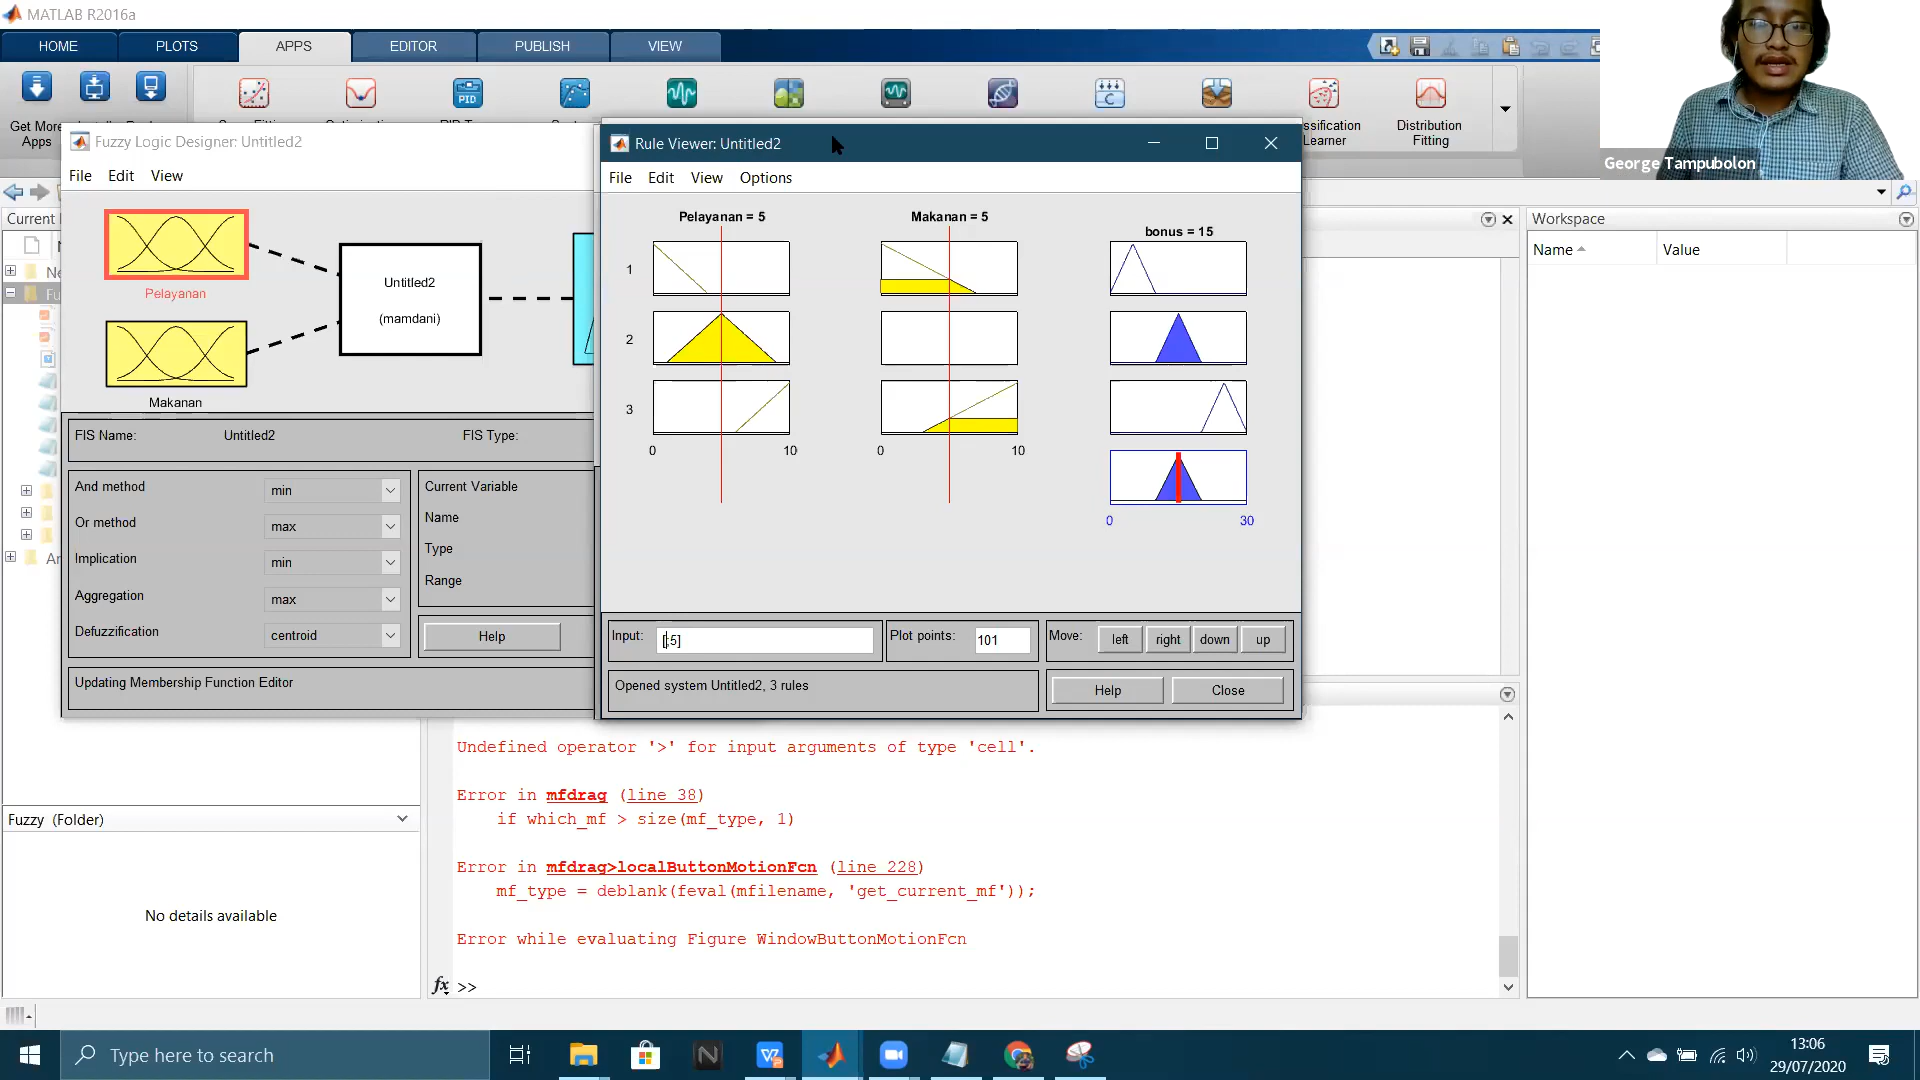 MATLAB R2016a
HOME PLOTS APPS EDITOR PUBLISH VIEW
Get More
Apps
PID
C
ssification
Learner
Distribution
Fitting
George Tampubolon
Fuzzy Logic Designer: Untitled2
File Edit View
Pelayanan
Makanan
Untitled2
(mamdani)
FIS Name: Untitled2 FIS Type:
And method min
Or method max
Implication min
Aggregation max
Defuzzification centroid
Current Variable
Name
Type
Range
Help
Updating Membership Function Editor
Rule Viewer: Untitled2
File Edit View Options
Pelayanan = 5 Makanan = 5
bonus = 15
1
2
3
0 10 0 10
0 30
Input: [;5] Plot points: 101 Move: left right down up
Opened system Untitled2, 3 rules
Help Close
Current
Workspace
Name Value
Undefined operator '>' for input arguments of type 'cell'.
Error in mfdrag (line 38)
if which_mf > size(mf_type, 1)
Error in mfdrag>localButtonMotionFcn (line 228)
mf_type = deblank(feval(mfilename, 'get_current_mf'));
Error while evaluating Figure WindowButtonMotionFcn
fx >>
Fuzzy (Folder)
No details available
Type here to search
13:06
29/07/2020